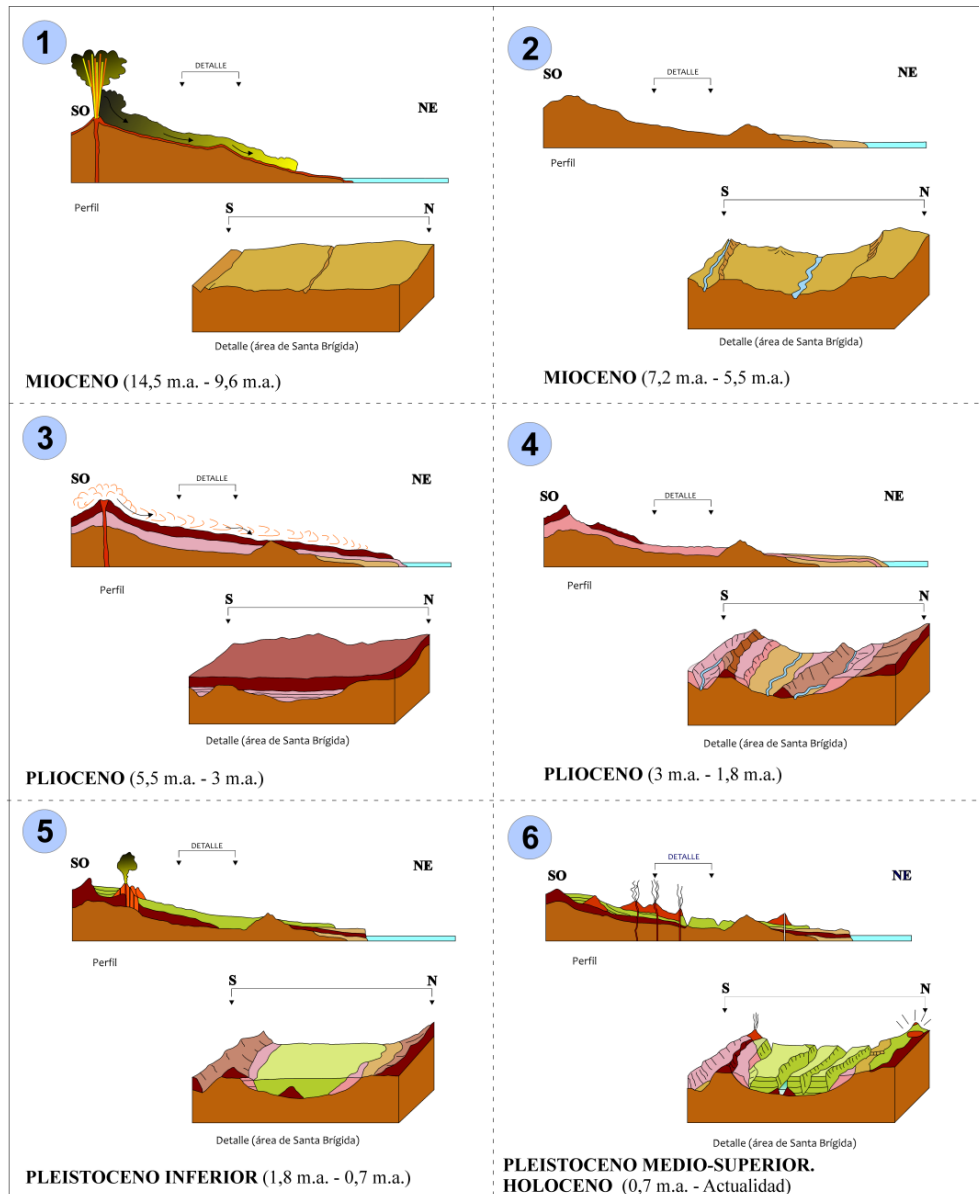 1
DETALLE
SO
NE
Perfil
S
N
Detalle (área de Santa Brígida)
MIOCENO (14,5 m.a. - 9,6 m.a.)
2
DETALLE
SO
NE
Perfil
S
N
Detalle (área de Santa Brígida)
MIOCENO (7,2 m.a. - 5,5 m.a.)
3
SO
DETALLE
NE
Perfil
S
N
Detalle (área de Santa Brígida)
PLIOCENO (5,5 m.a. - 3 m.a.)
4
SO
DETALLE
NE
Perfil
S
N
Detalle (área de Santa Brígida)
PLIOCENO (3 m.a. - 1,8 m.a.)
5
DETALLE
SO
NE
Perfil
S
N
Detalle (área de Santa Brígida)
PLEISTOCENO INFERIOR (1,8 m.a. - 0,7 m.a.)
6
DETALLE
SO
NE
Perfil
S
N
Detalle (área de Santa Brígida)
PLEISTOCENO MEDIO-SUPERIOR.
HOLOCENO (0,7 m.a. - Actualidad)